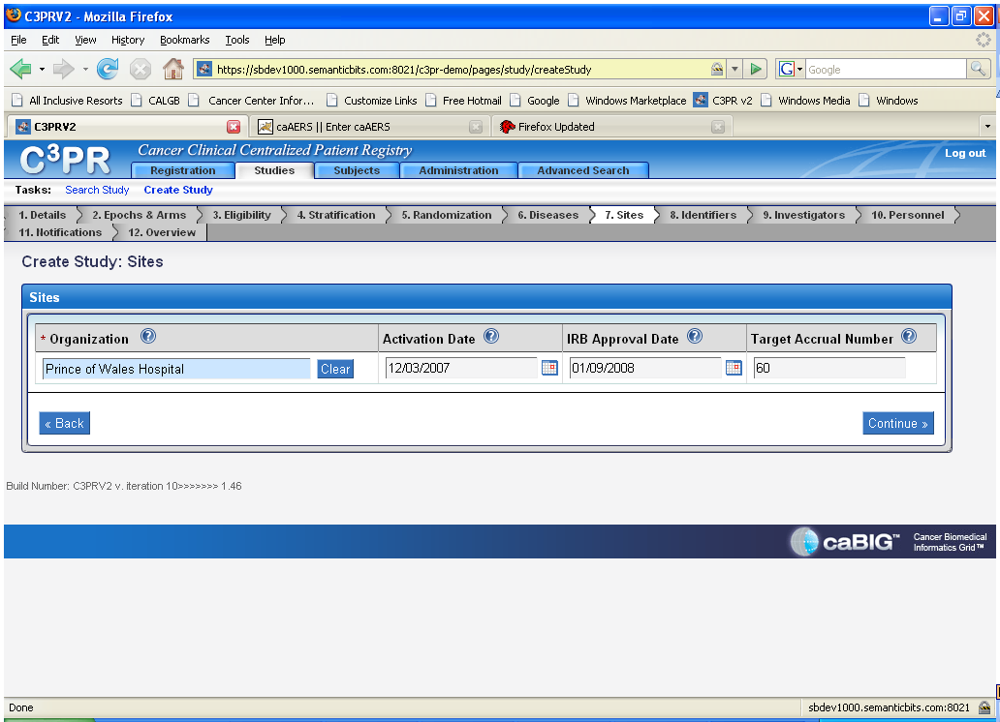 C3PRV2 - Mozilla Firefox
File Edit View History Bookmarks Tools Help
https://sbdev1000.semanticbits.com:8021/c3pr-demo/pages/study/createStudy
G Google
All Inclusive Resorts CALGB Cancer Center Infor... Customize Links Free Hotmail Google Windows Marketplace C3PR v2 Windows Media Windows
C3PRV2 caAERS || Enter caAERS Firefox Updated
C3PR Cancer Clinical Centralized Patient Registry Log out
Registration Studies Subjects Administration Advanced Search
Tasks: Search Study Create Study
1. Details 2. Epochs & Arms 3. Eligibility 4. Stratification 5. Randomization 6. Diseases 7. Sites 8. Identifiers 9. Investigators 10. Personnel
11. Notifications 12. Overview
Create Study: Sites
Sites
* Organization ? Activation Date ? IRB Approval Date ? Target Accrual Number ?
Prince of Wales Hospital Clear 12/03/2007 01/09/2008 60
« Back Continue »
Build Number: C3PRV2 v. iteration 10>>>>>>> 1.46
caBIG™ Cancer Biomedical
Informatics Grid™
Done sbdev1000.semanticbits.com:8021